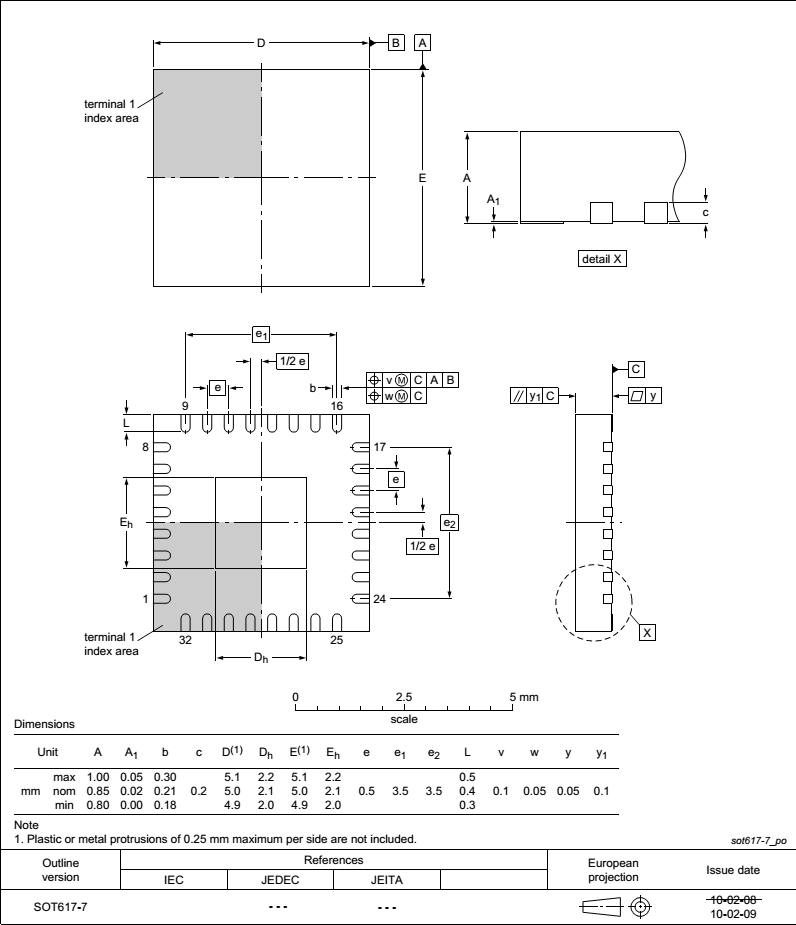 D
B
A
terminal 1
index area
E
A
A1
c
detail X
e1
1/2 e
e
b
v M C A B
w M C
9
16
L
8
17
e
Eh
e2
1/2 e
1
24
terminal 1
index area
32
25
Dh
C
// y1 C
y
X
0 2.5 5 mm
scale
Dimensions
Unit A A1 b c D(1) Dh E(1) Eh e e1 e2 L v w y y1
max 1.00 0.05 0.30 5.1 2.2 5.1 2.2 0.5
mm nom 0.85 0.02 0.21 0.2 5.0 2.1 5.0 2.1 0.5 3.5 3.5 0.4 0.1 0.05 0.05 0.1
min 0.80 0.00 0.18 4.9 2.0 4.9 2.0 0.3
Note
1. Plastic or metal protrusions of 0.25 mm maximum per side are not included.
sot617-7_po
Outline version References European projection Issue date
IEC JEDEC JEITA
SOT617-7 - - - - - -
10-02-08
10-02-09